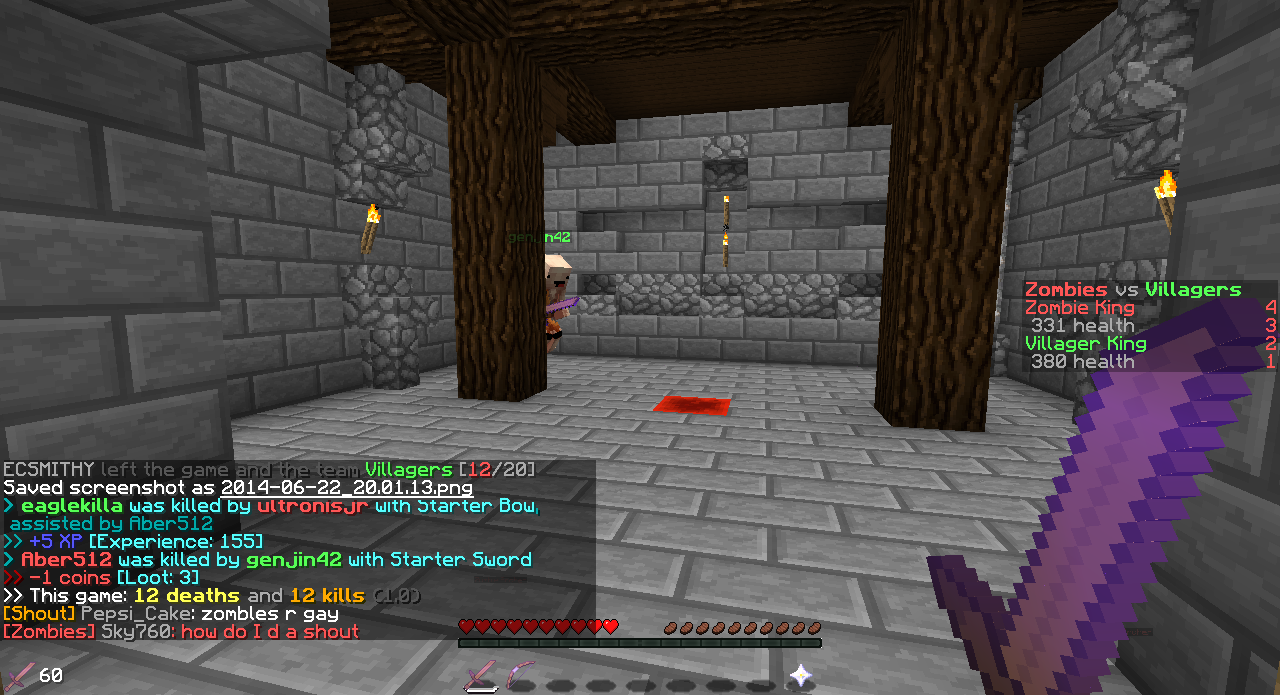 genjin42
Zombies vs Villagers
Zombie King 4
331 health 3
Villager King 2
380 health 1
ECSMITHY left the game and the team Villagers [12/20]
Saved screenshot as 2014-06-22_20.01.13.png
> eaglekilla was killed by ultronisjr with Starter Bow,
assisted by Aber512
>> +5 XP [Experience: 155]
> Aber512 was killed by genjin42 with Starter Sword
>> -1 coins [Loot: 3]
>> This game: 12 deaths and 12 kills (1.0)
[Shout] Pepsi_Cake: zombles r gay
[Zombies] Sky760: how do I d a shout
60